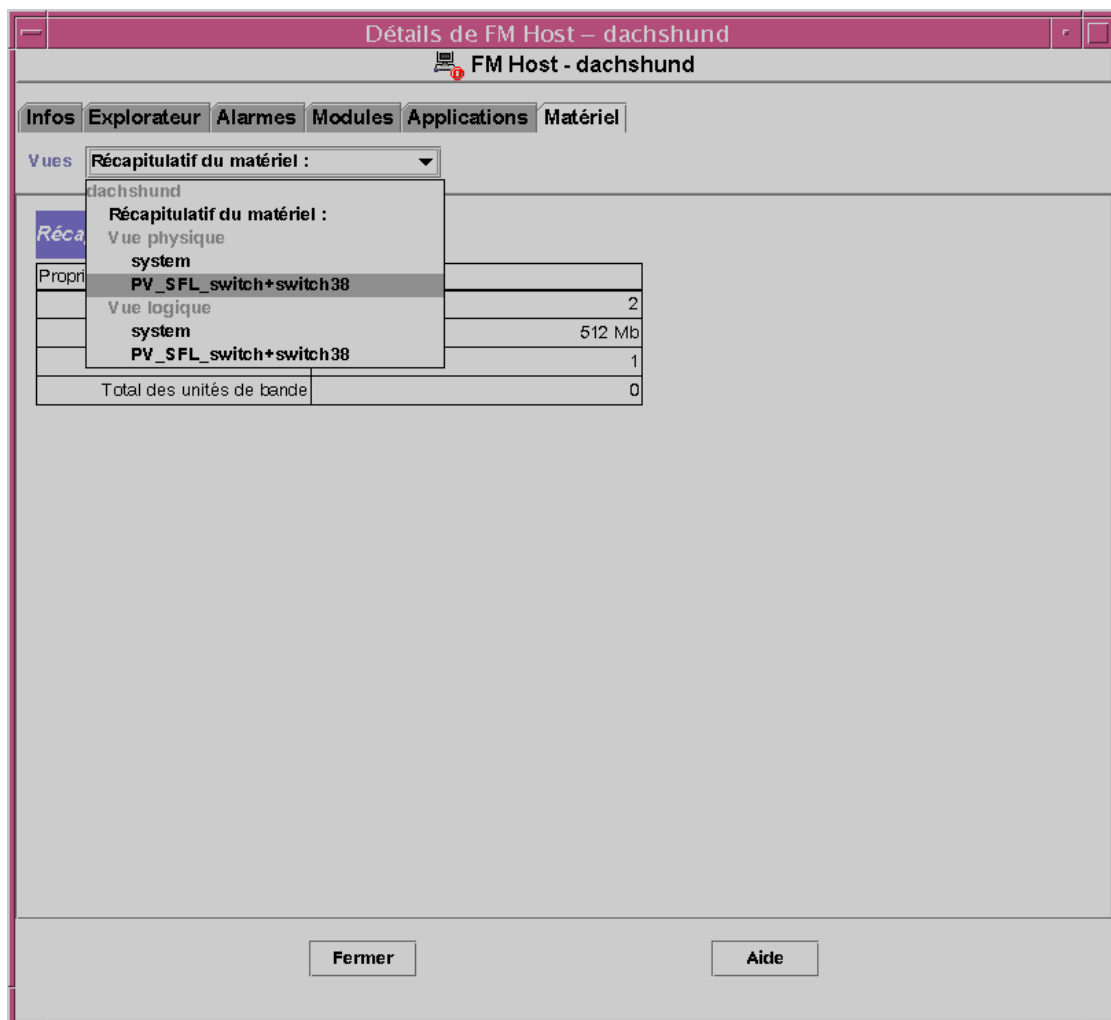 Détails de FM Host – dachshund
FM Host - dachshund
Infos Explorateur Alarmes Modules Applications Matériel
Vues Récapitulatif du matériel :
dachshund
Récapitulatif du matériel :
Réca
Vue physique
system
Propri
PV_SFL_switch+switch38
Vue logique
2
system
512 Mb
PV_SFL_switch+switch38
1
Total des unités de bande 0
Fermer Aide